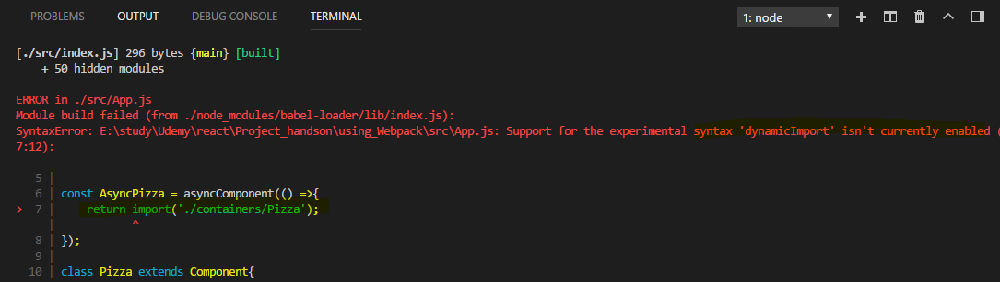 PROBLEMS OUTPUT DEBUG CONSOLE TERMINAL 1: node
[./src/index.js] 296 bytes {main} [built]
    + 50 hidden modules
ERROR in ./src/App.js
Module build failed (from ./node_modules/babel-loader/lib/index.js):
SyntaxError: E:\study\Udemy\react\Project_handson\using_Webpack\src\App.js: Support for the experimental syntax 'dynamicImport' isn't currently enabled (
7:12):
   5 |
   6 | const AsyncPizza = asyncComponent(() =>{
>  7 |     return import('./containers/Pizza');
     |            ^
   8 | });
   9 |
  10 | class Pizza extends Component{